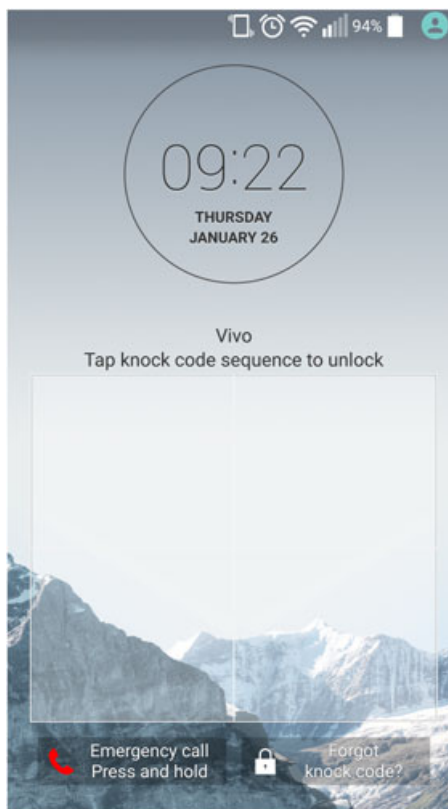 94%
09:22
THURSDAY
JANUARY 26
Vivo
Tap knock code sequence to unlock
Emergency call
Press and hold
Forgot
knock code?